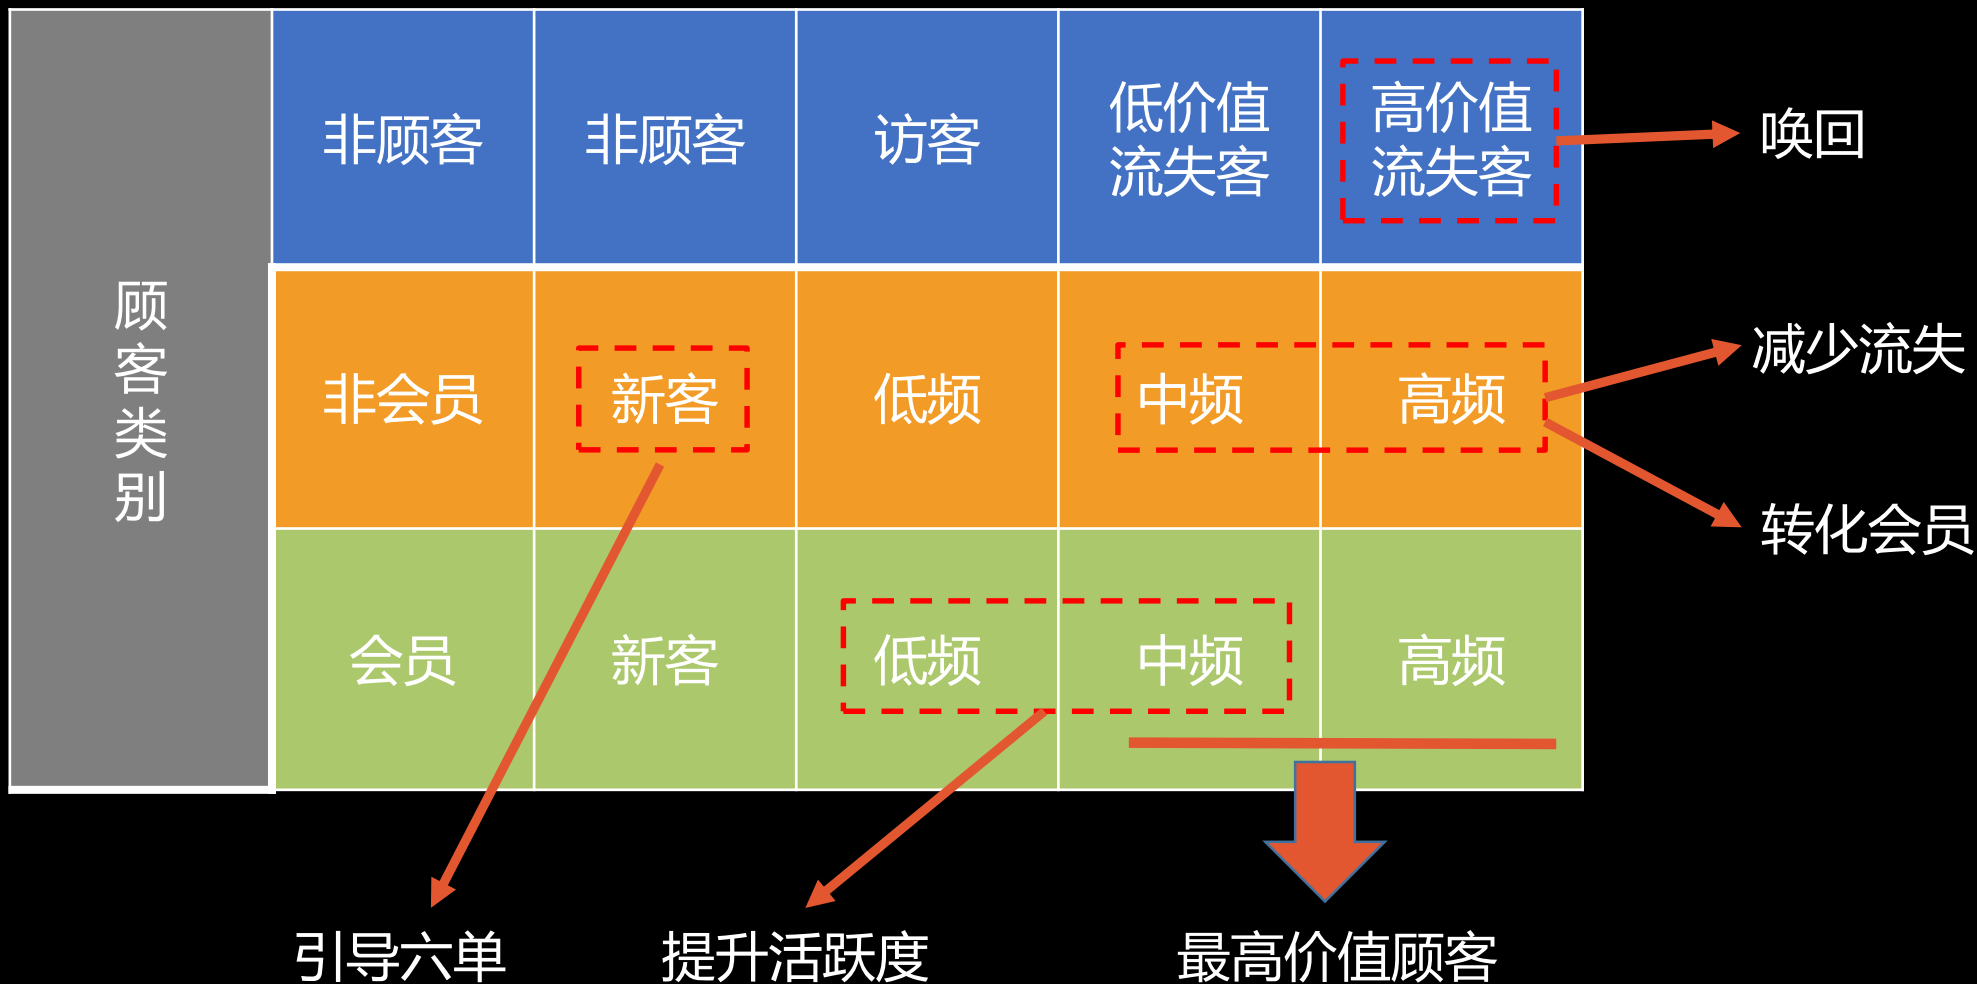 顾
客
类
别
非顾客
非顾客
访客
低价值
流失客
高价值
流失客
唤回
非会员
新客
低频
中频
高频
减少流失
转化会员
会员
新客
低频
中频
高频
引导六单
提升活跃度
最高价值顾客